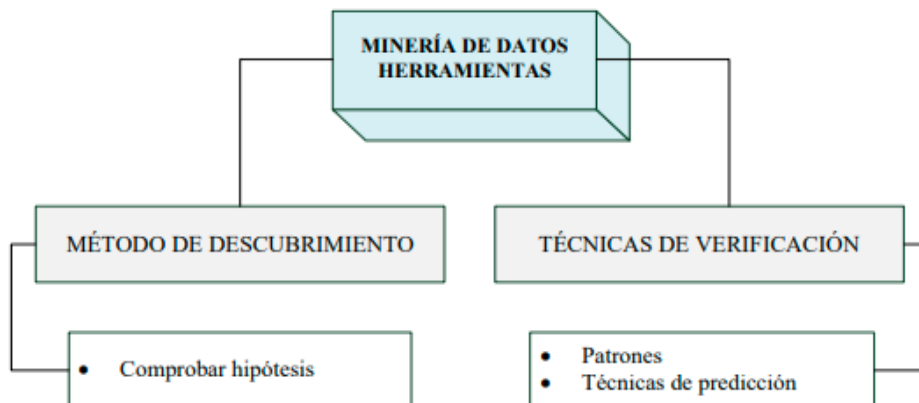 MINERÍA DE DATOS
HERRAMIENTAS
MÉTODO DE DESCUBRIMIENTO
TÉCNICAS DE VERIFICACIÓN
• Comprobar hipótesis
• Patrones
• Técnicas de predicción